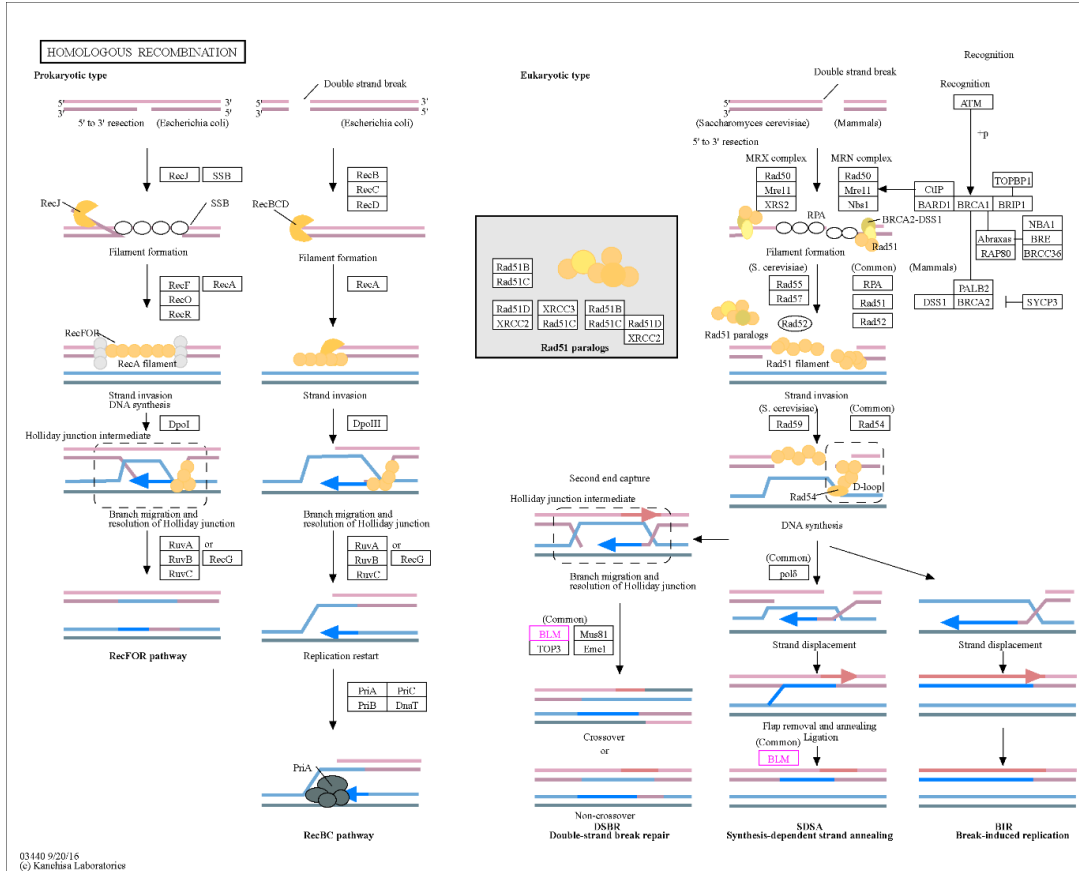 HOMOLOGOUS RECOMBINATION
Prokaryotic type
5'
3'
3'
5'
5' to 3' resection
(Escherichia coli)
RecJ
SSB
RecJ
SSB
Filament formation
RecF
RecA
RecO
RecR
RecFOR
RecA filament
Strand invasion
DNA synthesis
DpoI
Holliday junction intermediate
Branch migration and
resolution of Holliday junction
RuvA
or
RuvB
RecG
RuvC
RecFOR pathway
Double strand break
5'
3'
3'
5'
(Escherichia coli)
RecB
RecC
RecD
RecBCD
Filament formation
RecA
Strand invasion
DpoIII
Branch migration and
resolution of Holliday junction
RuvA
or
RuvB
RecG
RuvC
Replication restart
PriA
PriC
PriB
DnaT
PriA
RecBC pathway
Eukaryotic type
Double strand break
5'
3'
3'
5'
(Saccharomyces cerevisiae)
(Mammals)
5' to 3' resection
MRX complex
MRN complex
Rad50
Mre11
XRS2
Rad50
Mre11
Nbs1
Recognition
Recognition
ATM
+p
TOPBP1
CtIP
BARD1
BRCA1
BRIP1
BRCA2-DSS1
RPA
Rad51
Filament formation
Abraxas
RAP80
NBA1
BRE
BRCC36
(Mammals)
PALB2
DSS1
BRCA2
SYCP3
(S. cerevisiae)
(Common)
Rad55
Rad57
RPA
Rad51
Rad52
Rad52
Rad51 paralogs
Rad51 filament
Strand invasion
Rad51B
Rad51C
Rad51D
XRCC2
XRCC3
Rad51C
Rad51B
Rad51C
Rad51D
XRCC2
Rad51 paralogs
(S. cerevisiae)
(Common)
Rad59
Rad54
Rad54
D-loop
DNA synthesis
Second end capture
Holliday junction intermediate
Branch migration and
resolution of Holliday junction
(Common)
BLM
Mus81
TOP3
Eme1
Crossover
or
Non-crossover
DSBR
Double-strand break repair
(Common)
polδ
Strand displacement
Flap removal and annealing
Ligation
(Common)
BLM
SDSA
Synthesis-dependent strand annealing
Strand displacement
BIR
Break-induced replication
03440 9/20/16
(c) Kanehisa Laboratories